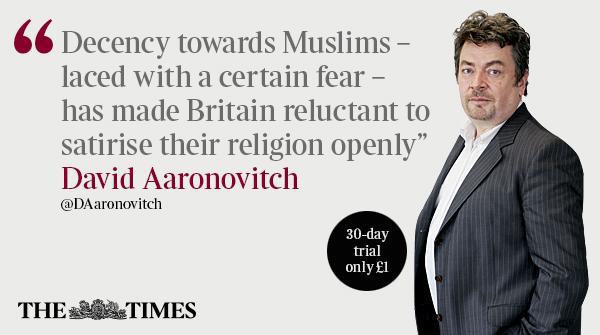 “Decency towards Muslims –
laced with a certain fear –
has made Britain reluctant to
satirise their religion openly”
David Aaronovitch
@DAaronovitch
30-day
trial
only £1
THE TIMES